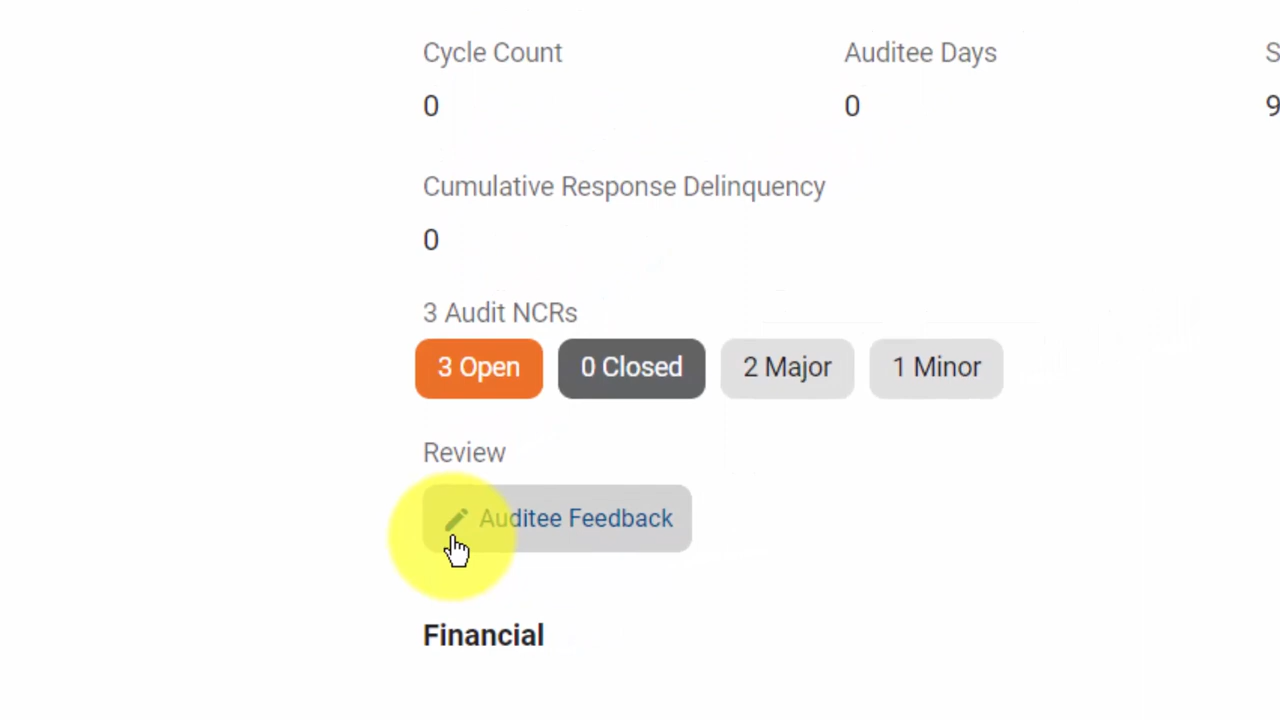 Cycle Count Auditee Days S
0 0 9
Cumulative Response Delinquency
0
3 Audit NCRs
3 Open 0 Closed 2 Major 1 Minor
Review
Auditee Feedback
Financial